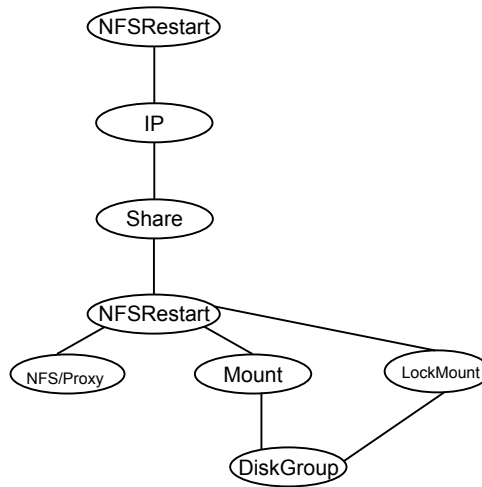 NFSRestart
IP
Share
NFSRestart
NFS/Proxy
Mount
LockMount
DiskGroup